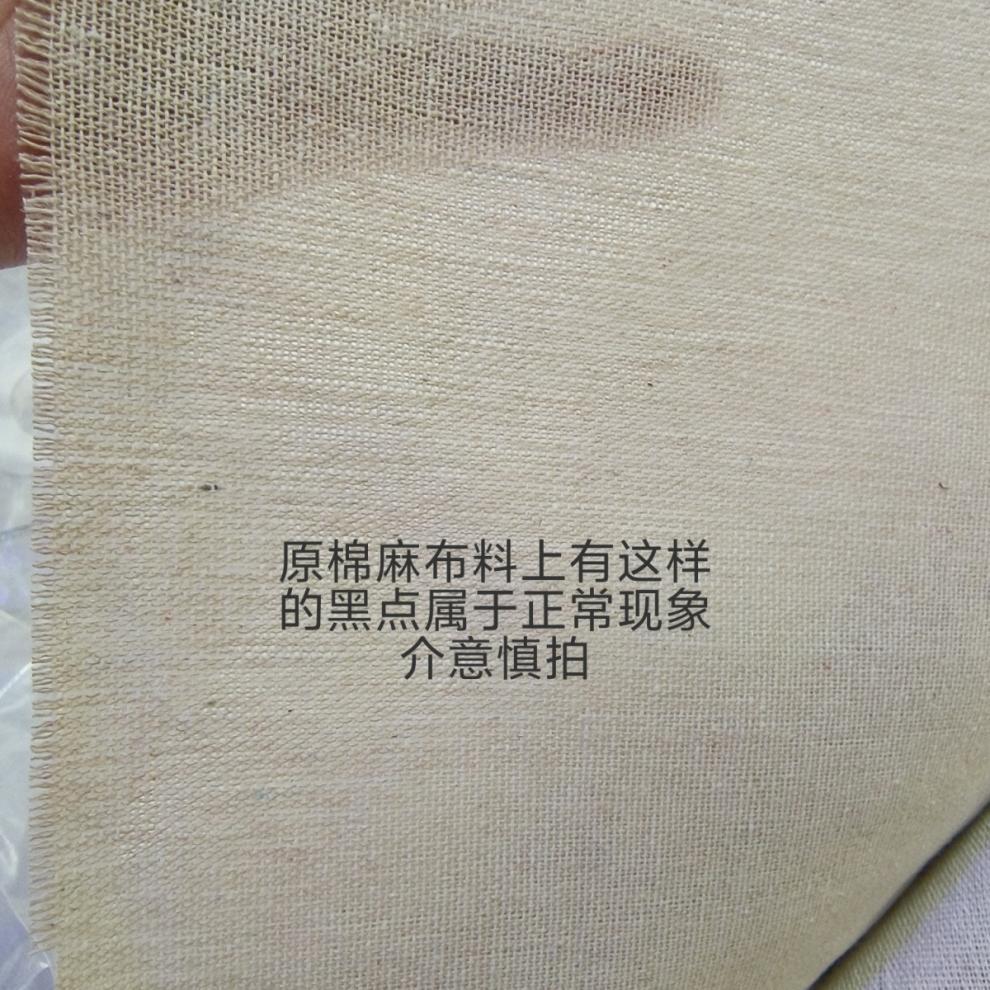 原棉麻布料上有这样
的黑点属于正常现象
介意慎拍